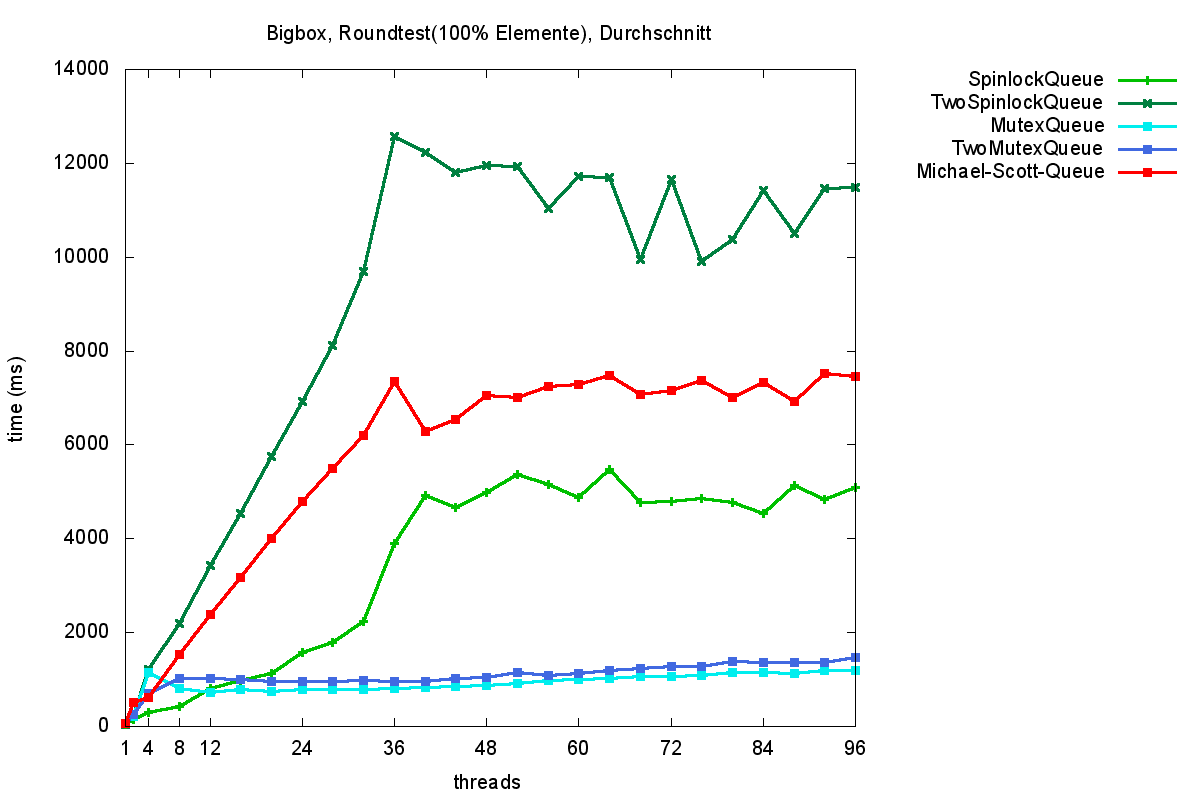 Bigbox, Roundtest(100% Elemente), Durchschnitt
SpinlockQueue
TwoSpinlockQueue
MutexQueue
TwoMutexQueue
Michael-Scott-Queue
time (ms)
14000
12000
10000
8000
6000
4000
2000
0
1 4 8 12 24 36 48 60 72 84 96
threads